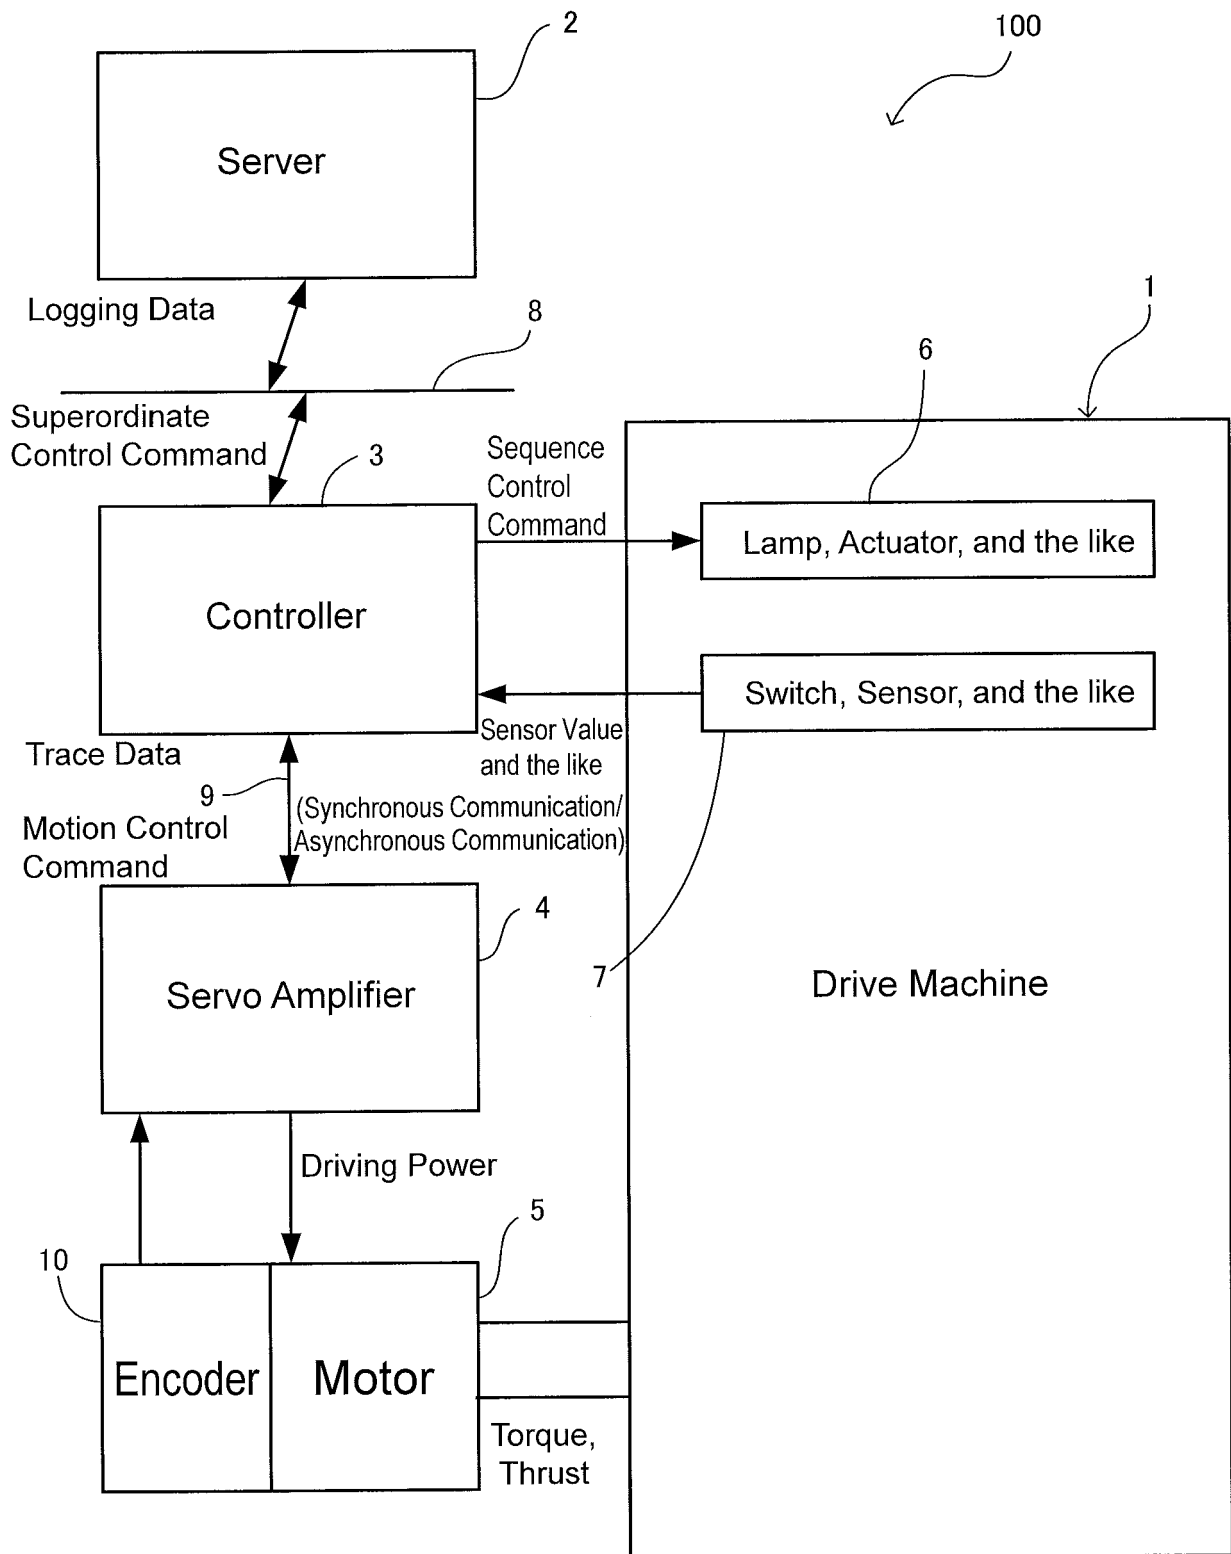 2
100
Server
Logging Data
8
1
6
Superordinate
Control Command
3
Sequence
Control
Command
Lamp, Actuator, and the like
Controller
Switch, Sensor, and the like
Sensor Value
and the like
Trace Data
9
(Synchronous Communication/
Asynchronous Communication)
Motion Control
Command
4
7
Servo Amplifier
Drive Machine
Driving Power
5
10
Encoder
Motor
Torque,
Thrust